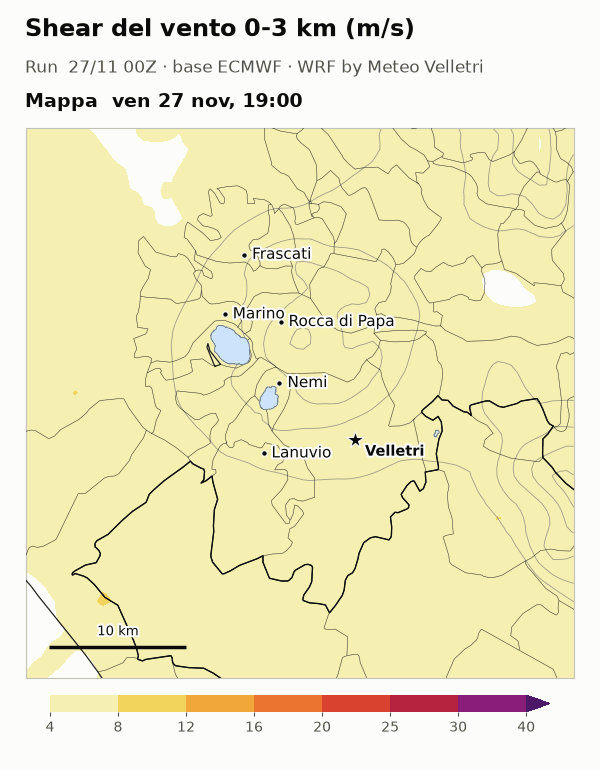 Shear del vento 0-3 km (m/s)
Run  27/11 00Z · base ECMWF · WRF by Meteo Velletri
Mappa  ven 27 nov, 19:00
Frascati
Marino
Rocca di Papa
Nemi
Velletri
Lanuvio
10 km
4 8 12 16 20 25 30 40